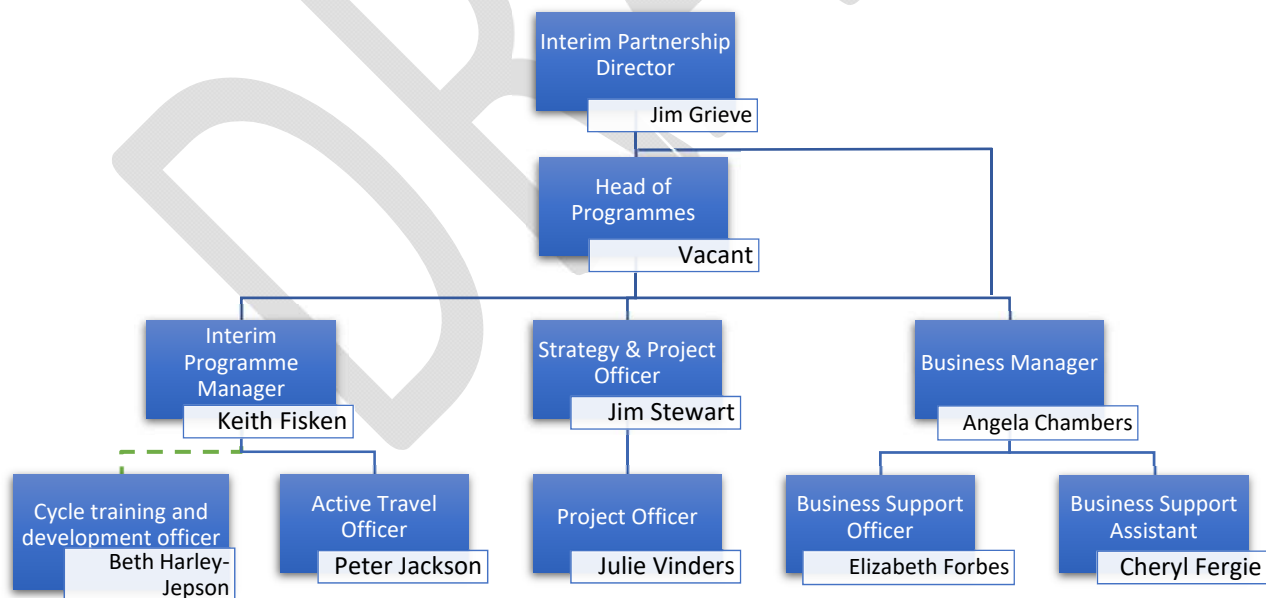 Interim Partnership
Director
Jim Grieve
Head of
Programmes
Vacant
Interim
Programme
Manager
Keith Fisken
Strategy & Project
Officer
Jim Stewart
Business Manager
Angela Chambers
Cycle training and
development officer
Beth Harley-
Jepson
Active Travel
Officer
Peter Jackson
Project Officer
Julie Vinders
Business Support
Officer
Elizabeth Forbes
Business Support
Assistant
Cheryl Fergie